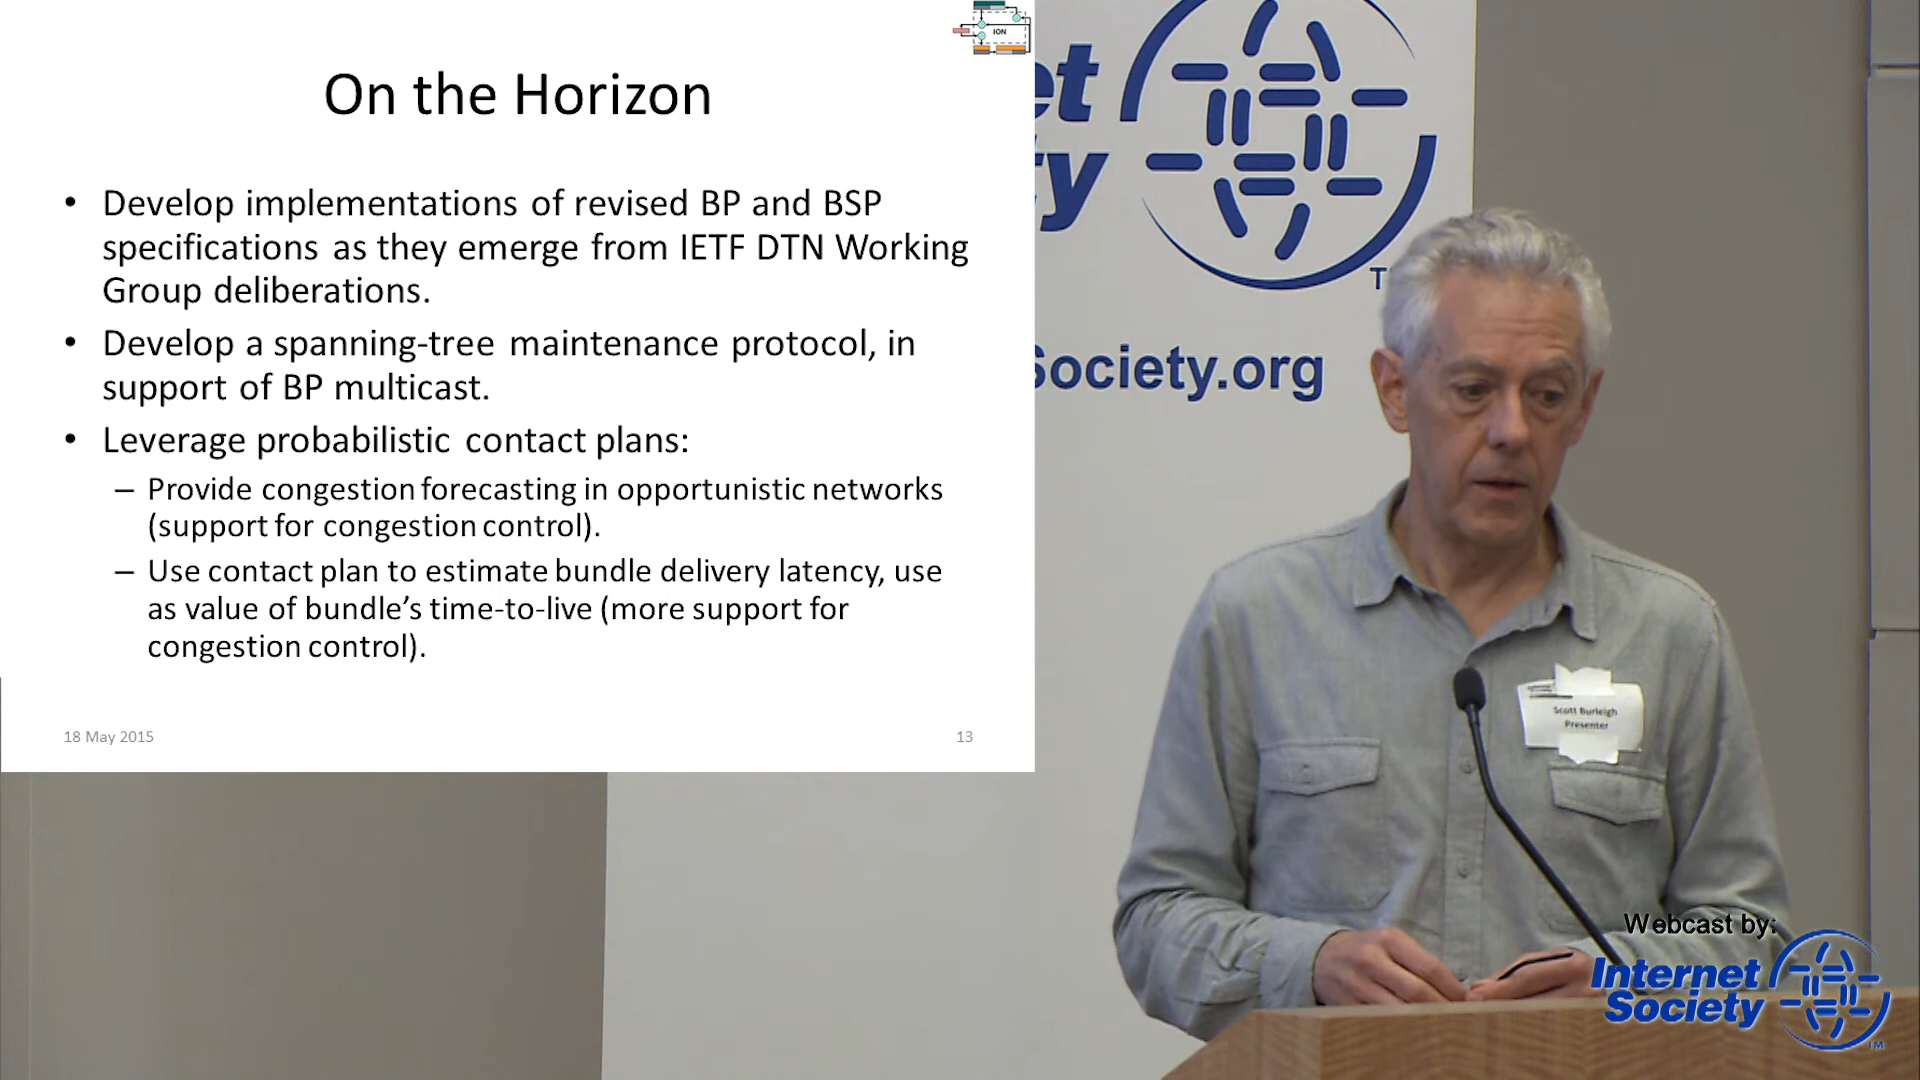 ION
On the Horizon
• Develop implementations of revised BP and BSP
specifications as they emerge from IETF DTN Working
Group deliberations.
• Develop a spanning-tree maintenance protocol, in
support of BP multicast.
• Leverage probabilistic contact plans:
– Provide congestion forecasting in opportunistic networks
(support for congestion control).
– Use contact plan to estimate bundle delivery latency, use
as value of bundle’s time-to-live (more support for
congestion control).
18 May 2015
13
et
ty
T
Society.org
Scott Burleigh
Presenter
Webcast by:
Internet
Society
TM